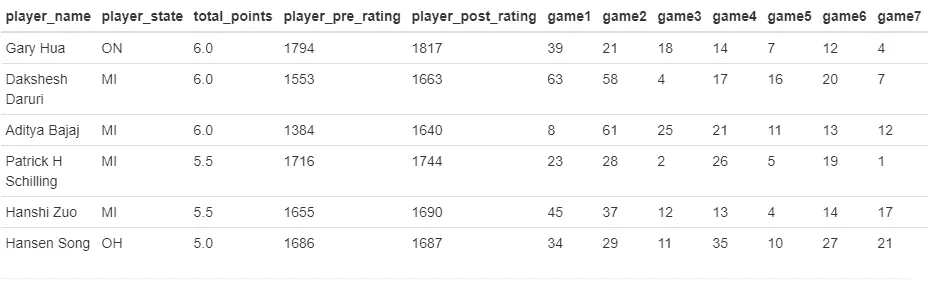 player_name player_state total_points player_pre_rating player_post_rating game1 game2 game3 game4 game5 game6 game7
Gary Hua ON 6.0 1794 1817 39 21 18 14 7 12 4
Dakshesh MI 6.0 1553 1663 63 58 4 17 16 20 7
Daruri
Aditya Bajaj MI 6.0 1384 1640 8 61 25 21 11 13 12
Patrick H MI 5.5 1716 1744 23 28 2 26 5 19 1
Schilling
Hanshi Zuo MI 5.5 1655 1690 45 37 12 13 4 14 17
Hansen Song OH 5.0 1686 1687 34 29 11 35 10 27 21